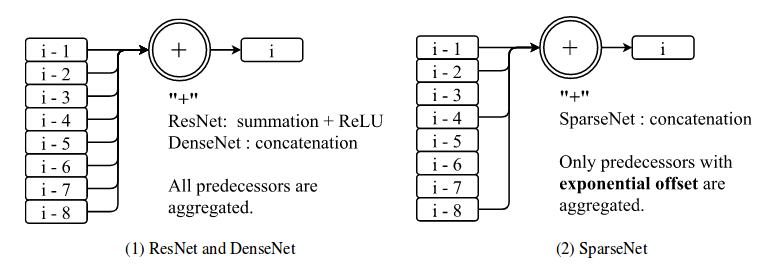 i - 1
i - 2
i - 3
i - 4
i - 5
i - 6
i - 7
i - 8
+
i
"+"
ResNet: summation + ReLU
DenseNet : concatenation
All predecessors are
aggregated.
(1) ResNet and DenseNet
i - 1
i - 2
i - 3
i - 4
i - 5
i - 6
i - 7
i - 8
+
i
"+"
SparseNet : concatenation
Only predecessors with
exponential offset are
aggregated.
(2) SparseNet